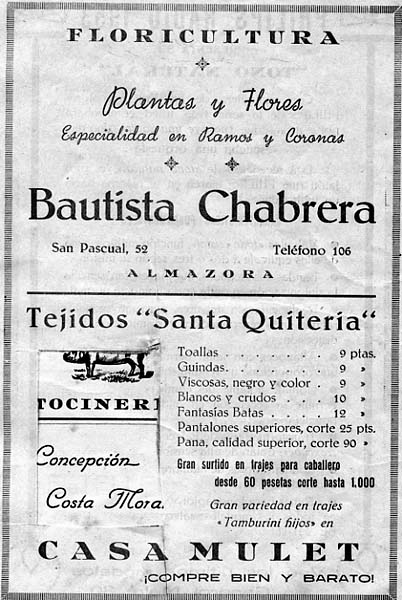 FLORICULTURA
Plantas y Flores
Especialidad en Ramos y Coronas
Bautista Chabrera
San Pascual, 52 Teléfono 106
ALMAZORA
Tejidos "Santa Quiteria"
Toallas . . . . . . . 9 ptas.
Guindas . . . . . . . 9 »
Viscosas, negro y color . 9 »
Blancos y crudos . . . 10 »
Fantasías Batas . . . . 12 »
Pantalones superiores, corte 25 pts.
Pana, calidad superior, corte 90 »
TOCINERI
Concepción
Costa Mora.
Gran surtido en trajes para caballero
desde 60 pesetas corte hasta 1.000
Gran variedad en trajes
«Tamburini hijos» en
CASA MULET
¡COMPRE BIEN Y BARATO!